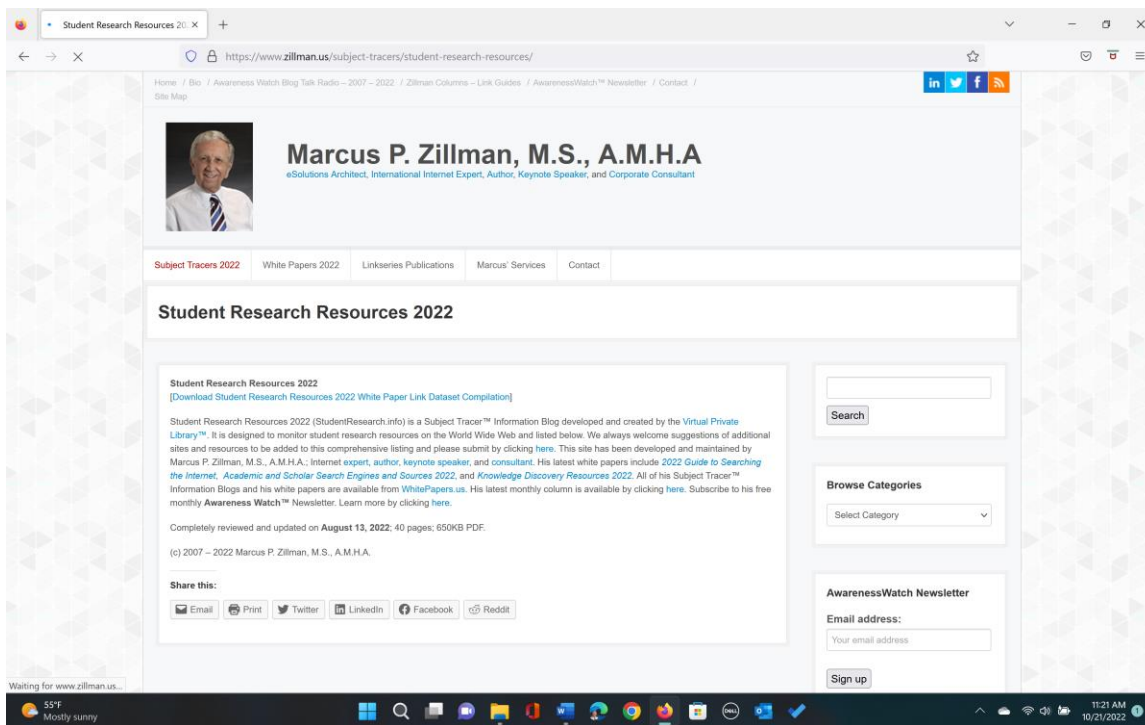 Student Research Resources 202
https://www.zillman.us/subject-tracers/student-research-resources/
Home / Bio / Awareness Watch Blog Talk Radio – 2007 – 2022 / Zillman Columns – Link Guides / AwarenessWatch™ Newsletter / Contact /
Site Map
in
f
Marcus P. Zillman, M.S., A.M.H.A
eSolutions Architect, International Internet Expert, Author, Keynote Speaker, and Corporate Consultant
Subject Tracers 2022 White Papers 2022 Linkseries Publications Marcus' Services Contact
Student Research Resources 2022
Student Research Resources 2022
[Download Student Research Resources 2022 White Paper Link Dataset Compilation]
Student Research Resources 2022 (StudentResearch.info) is a Subject Tracer™ Information Blog developed and created by the Virtual Private
Library™. It is designed to monitor student research resources on the World Wide Web and listed below. We always welcome suggestions of additional
sites and resources to be added to this comprehensive listing and please submit by clicking here. This site has been developed and maintained by
Marcus P. Zillman, M.S., A.M.H.A.; Internet expert, author, keynote speaker, and consultant. His latest white papers include 2022 Guide to Searching
the Internet, Academic and Scholar Search Engines and Sources 2022, and Knowledge Discovery Resources 2022. All of his Subject Tracer™
Information Blogs and his white papers are available from WhitePapers.us. His latest monthly column is available by clicking here. Subscribe to his free
monthly Awareness Watch™ Newsletter. Learn more by clicking here.
Completely reviewed and updated on August 13, 2022; 40 pages; 650KB PDF.
(c) 2007 – 2022 Marcus P. Zillman, M.S., A.M.H.A.
Share this:
Email Print Twitter LinkedIn Facebook Reddit
Search
Browse Categories
Select Category
AwarenessWatch Newsletter
Email address:
Your email address
Sign up
Waiting for www.zillman.us...
55°F
Mostly sunny
DELL
11:21 AM
10/21/2022
1